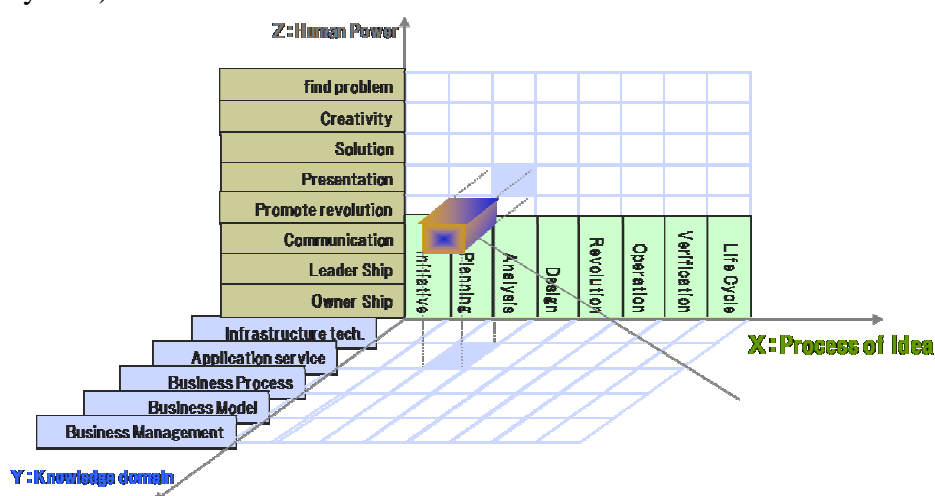 Z:Human Power
find problem
Creativity
Solution
Presentation
Promote revolution
Communication
Leader Ship
Owner Ship
Initiative
Planning
Analysis
Design
Revolution
Operation
Verification
Life Cycle
Infrastructure tech.
Application service
Business Process
Business Model
Business Management
X:Process of Idea
Y:Knowledge domain